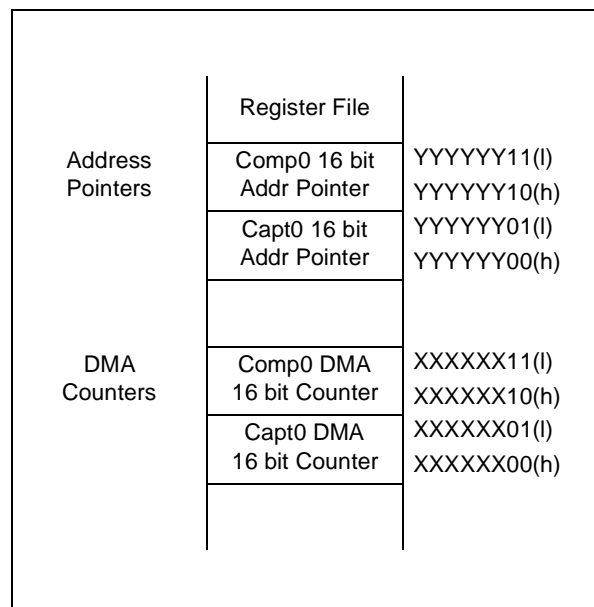 Register File
Address
Pointers
Comp0 16 bit
Addr Pointer
YYYYYY11(l)
YYYYYY10(h)
Capt0 16 bit
Addr Pointer
YYYYYY01(l)
YYYYYY00(h)
DMA
Counters
Comp0 DMA
16 bit Counter
XXXXXX11(l)
XXXXXX10(h)
Capt0 DMA
16 bit Counter
XXXXXX01(l)
XXXXXX00(h)